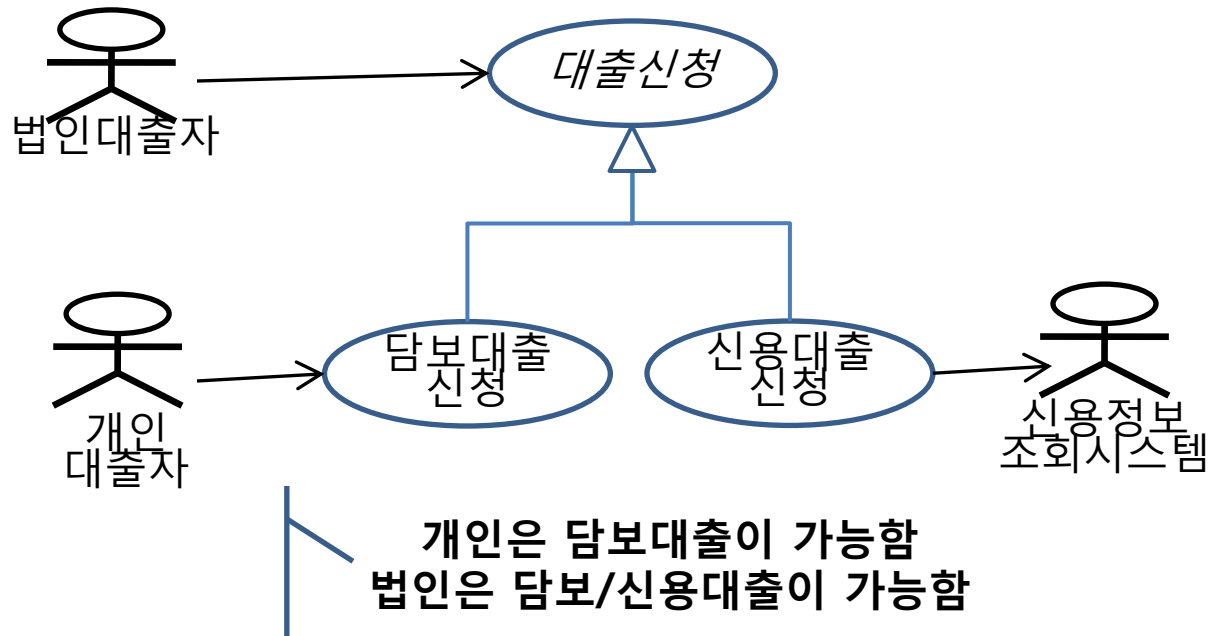 대출신청
법인대출자
담보대출
신청
신용대출
신청
개인
대출자
신용정보
조회시스템
개인은 담보대출이 가능함
법인은 담보/신용대출이 가능함